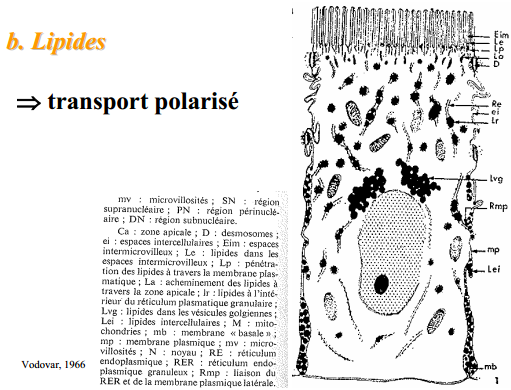 b. Lipides
⇒ transport polarisé
mv : microvillosités ; SN : région
supranucléaire ; PN : région périnuclé-
aire ; DN : région subnucléaire.
Ca : zone apicale ; D : desmosomes ;
ei : espaces intercellulaires ; Eim : espaces
intermicrovilleux ; Le : lipides dans les
espaces intermicrovilleux ; Lp : pénétra-
tion des lipides à travers la membrane plas-
matique ; La : acheminement des lipides à
travers la zone apicale ; lr : lipides à l'inté-
rieur du réticulum plasmatique granulaire ;
Lvg : lipides dans les vésicules golgiennes ;
Lei : lipides intercellulaires ; M : mito-
chondries ; mb : membrane « basale » ;
mp : membrane plasmique ; mv : micro-
villosités ; N : noyau ; RE : réticulum
endoplasmique ; RER : réticulum endo-
plasmique granuleux ; Rmp : liaison du
RER et de la membrane plasmique latérale.
Vodovar, 1966
Eim
Le
Lp
La
D
Re
ei
Lr
Lvg
Rmp
mp
Lei
mb
M
1